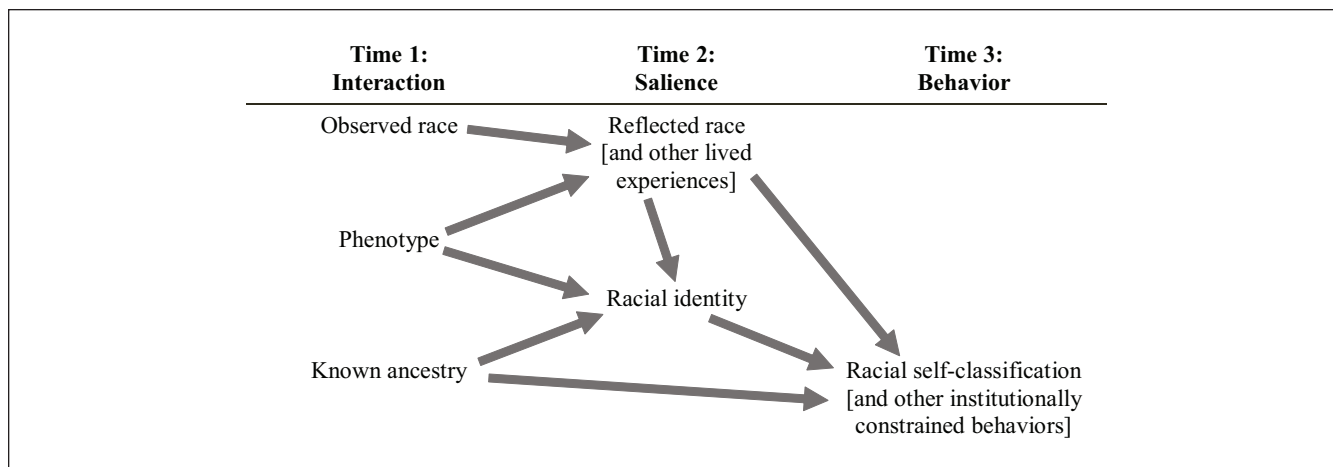 Time 1:
Interaction
Time 2:
Salience
Time 3:
Behavior
Observed race
Reflected race
[and other lived
experiences]
Phenotype
Racial identity
Known ancestry
Racial self-classification
[and other institutionally
constrained behaviors]